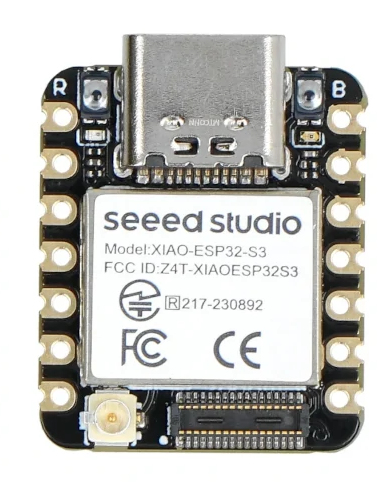 R B
seeed studio
Model:XIAO-ESP32-S3
FCC ID:Z4T-XIAOESP32S3
R 217-230892
FC CE